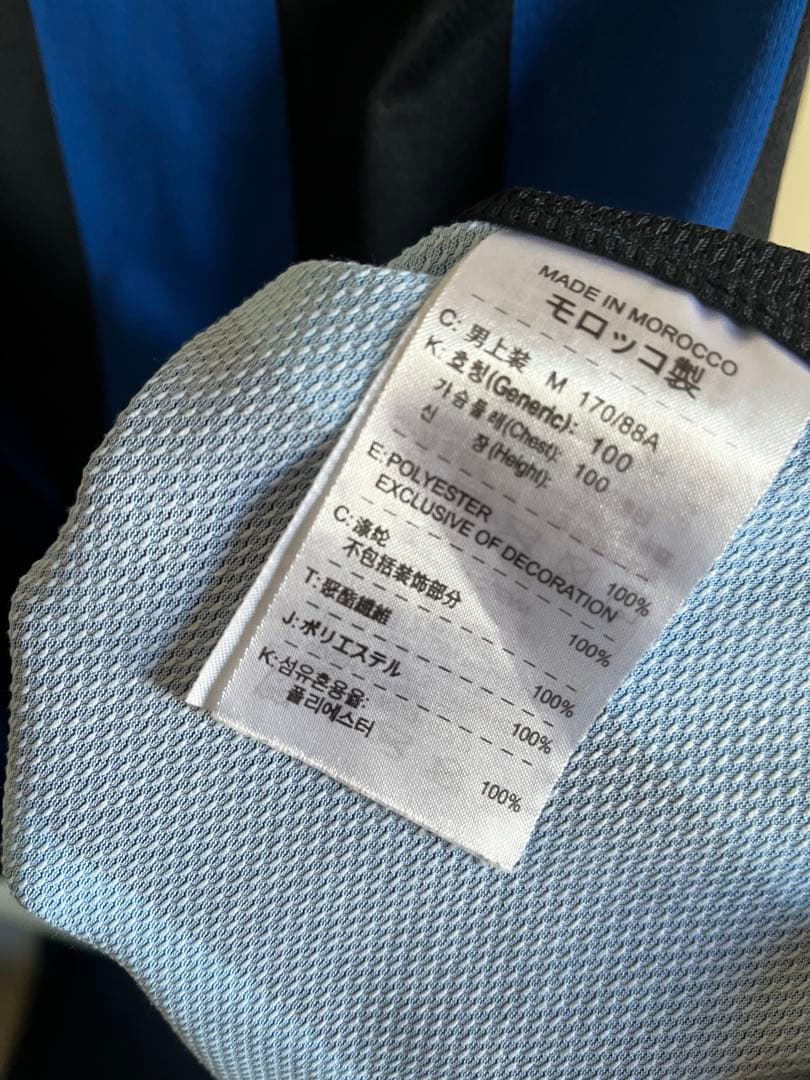 MADE IN MOROCCO
モロッコ製
C: 男上装 M 170/88A
K: 호칭(Generic): 100
가슴둘레(Chest): 100
신 장(Height):
E: POLYESTER 100%
EXCLUSIVE OF DECORATION
C: 涤纶 100%
不包括装饰部分
T: 聚酯纖維 100%
J: ポリエステル 100%
K: 섬유혼용율:
폴리에스터 100%